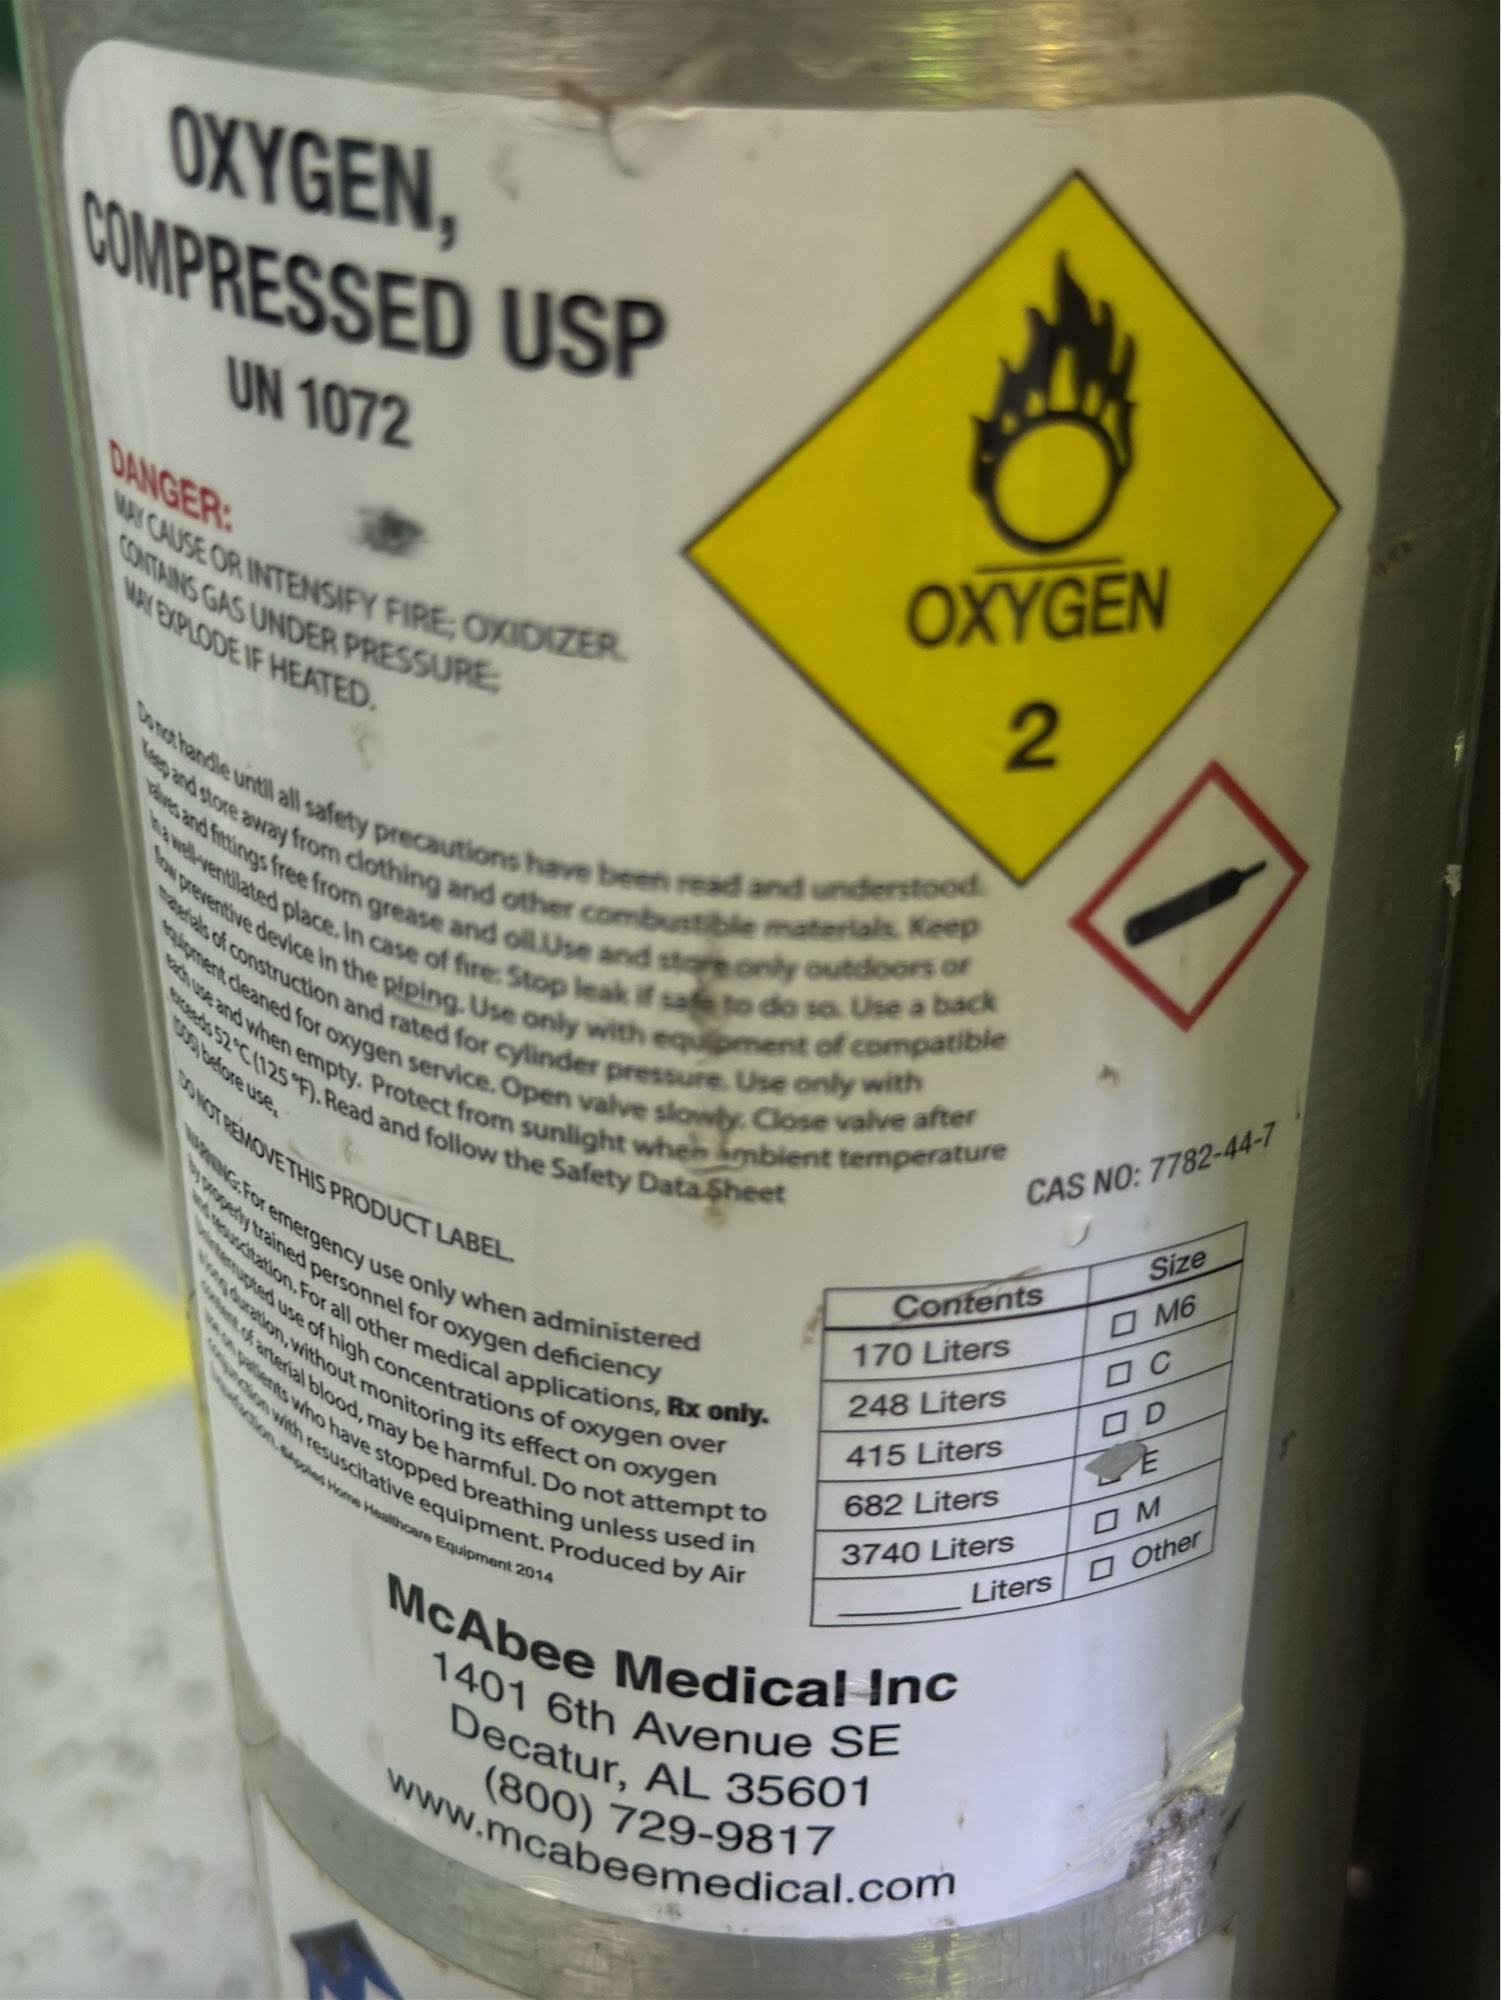 OXYGEN,
COMPRESSED USP
UN 1072
DANGER:
MAY CAUSE OR INTENSIFY FIRE; OXIDIZER.
CONTAINS GAS UNDER PRESSURE;
MAY EXPLODE IF HEATED.
OXYGEN
2
Do not handle until all safety precautions have been read and understood.
Keep and store away from clothing and other combustible materials. Keep
valves and fittings free from grease and oil.Use and store only outdoors or
in a well-ventilated place. In case of fire: Stop leak if safe to do so. Use a back
flow preventive device in the piping. Use only with equipment of compatible
materials of construction and rated for cylinder pressure. Use only with
equipment cleaned for oxygen service. Open valve slowly. Close valve after
each use and when empty. Protect from sunlight when ambient temperature
exceeds 52 °C (125 °F). Read and follow the Safety Data Sheet
(SDS) before use.
DO NOT REMOVE THIS PRODUCT LABEL.
WARNING: For emergency use only when administered
by properly trained personnel for oxygen deficiency
and resuscitation. For all other medical applications, Rx only.
Uninterrupted use of high concentrations of oxygen over
a long duration, without monitoring its effect on oxygen
content of arterial blood, may be harmful. Do not attempt to
use on patients who have stopped breathing unless used in
conjunction with resuscitative equipment. Produced by Air
Liquefaction. ©Applied Home Healthcare Equipment 2014
CAS NO: 7782-44-7
Contents Size
170 Liters M6
248 Liters C
415 Liters D
682 Liters E
3740 Liters M
______ Liters Other
McAbee Medical Inc
1401 6th Avenue SE
Decatur, AL 35601
(800) 729-9817
www.mcabeemedical.com